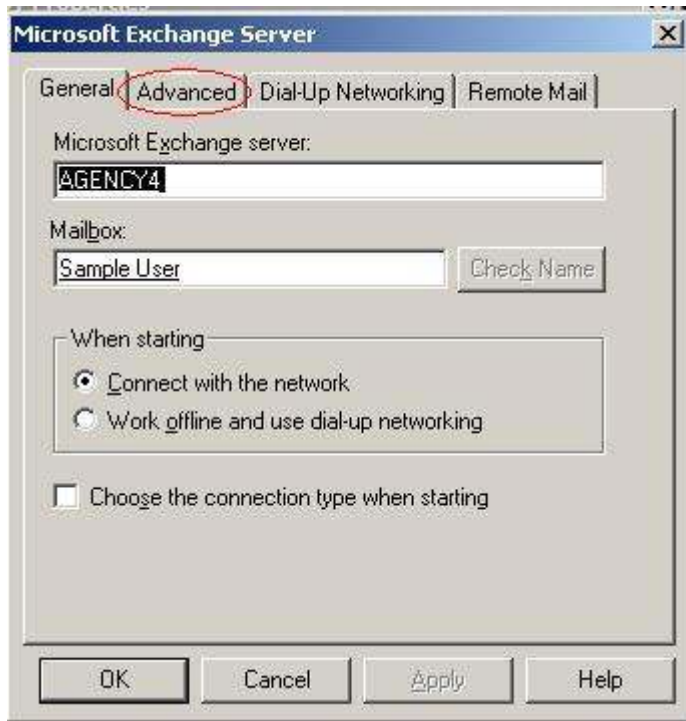 Microsoft Exchange Server
General Advanced Dial-Up Networking Remote Mail
Microsoft Exchange server:
AGENCY4
Mailbox:
Sample User Check Name
When starting
Connect with the network
Work offline and use dial-up networking
Choose the connection type when starting
OK Cancel Apply Help